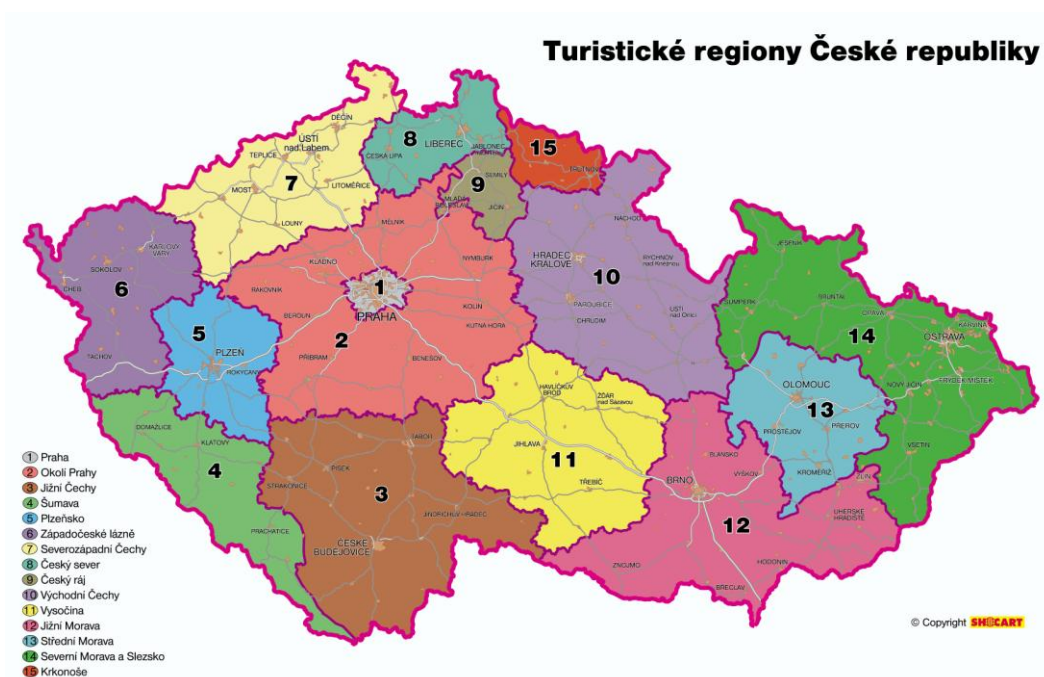 Turistické regiony České republiky
DĚČÍN
ÚSTÍ
nad Labem
TEPLICE
MOST
7
LITOMĚŘICE
LOUNY
8
LIBEREC
JABLONEC
ČESKÁ LÍPA
15
TRUTNOV
SEMILY
9
MLADÁ
BOLESLAV
JIČÍN
MĚLNÍK
NÁCHOD
KARLOVY
VARY
SOKOLOV
CHEB
6
TACHOV
KLADNO
RAKOVNÍK
NYMBURK
1
PRAHA
BEROUN
2
KOLÍN
KUTNÁ HORA
PŘÍBRAM
BENEŠOV
HRADEC
KRÁLOVÉ
10
RYCHNOV
nad Kněžnou
PARDUBICE
CHRUDIM
ÚSTÍ
nad Orlicí
JESENÍK
ŠUMPERK
BRUNTÁL
OPAVA
14
KARVINÁ
OSTRAVA
FRÝDEK MÍSTEK
NOVÝ JIČÍN
VSETÍN
5
PLZEŇ
ROKYCANY
OLOMOUC
13
PROSTĚJOV
PŘEROV
KROMĚŘÍŽ
ZLÍN
HAVLÍČKŮV
BROD
ŽĎÁR
nad Sázavou
JIHLAVA
11
TŘEBÍČ
DOMAŽLICE
KLATOVY
4
PRACHATICE
TÁBOR
PÍSEK
STRAKONICE
3
JINDŘICHŮV HRADEC
ČESKÉ
BUDĚJOVICE
BLANSKO
VYŠKOV
BRNO
12
UHERSKÉ
HRADIŠTĚ
ZNOJMO
HODONÍN
BŘECLAV
1 Praha
2 Okolí Prahy
3 Jižní Čechy
4 Šumava
5 Plzeňsko
6 Západočeské lázně
7 Severozápadní Čechy
8 Český sever
9 Český ráj
10 Východní Čechy
11 Vysočina
12 Jižní Morava
13 Střední Morava
14 Severní Morava a Slezsko
15 Krkonoše
© Copyright SHOCART